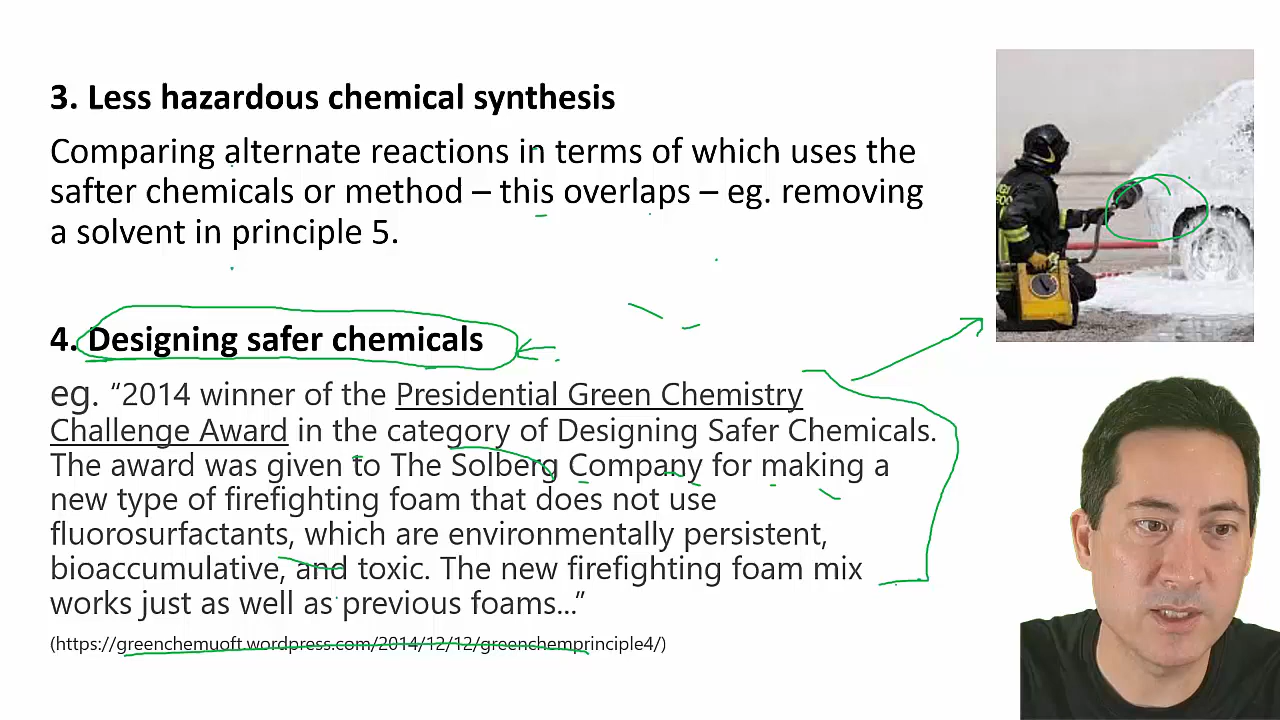 3. Less hazardous chemical synthesis
Comparing alternate reactions in terms of which uses the
safter chemicals or method – this overlaps – eg. removing
a solvent in principle 5.
4. Designing safer chemicals
eg. “2014 winner of the Presidential Green Chemistry
Challenge Award in the category of Designing Safer Chemicals.
The award was given to The Solberg Company for making a
new type of firefighting foam that does not use
fluorosurfactants, which are environmentally persistent,
bioaccumulative, and toxic. The new firefighting foam mix
works just as well as previous foams...”
(https://greenchemuoft.wordpress.com/2014/12/12/greenchemprinciple4/)